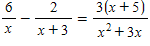 6/x - 2/(x + 3) = 3(x + 5)/(x² + 3x)